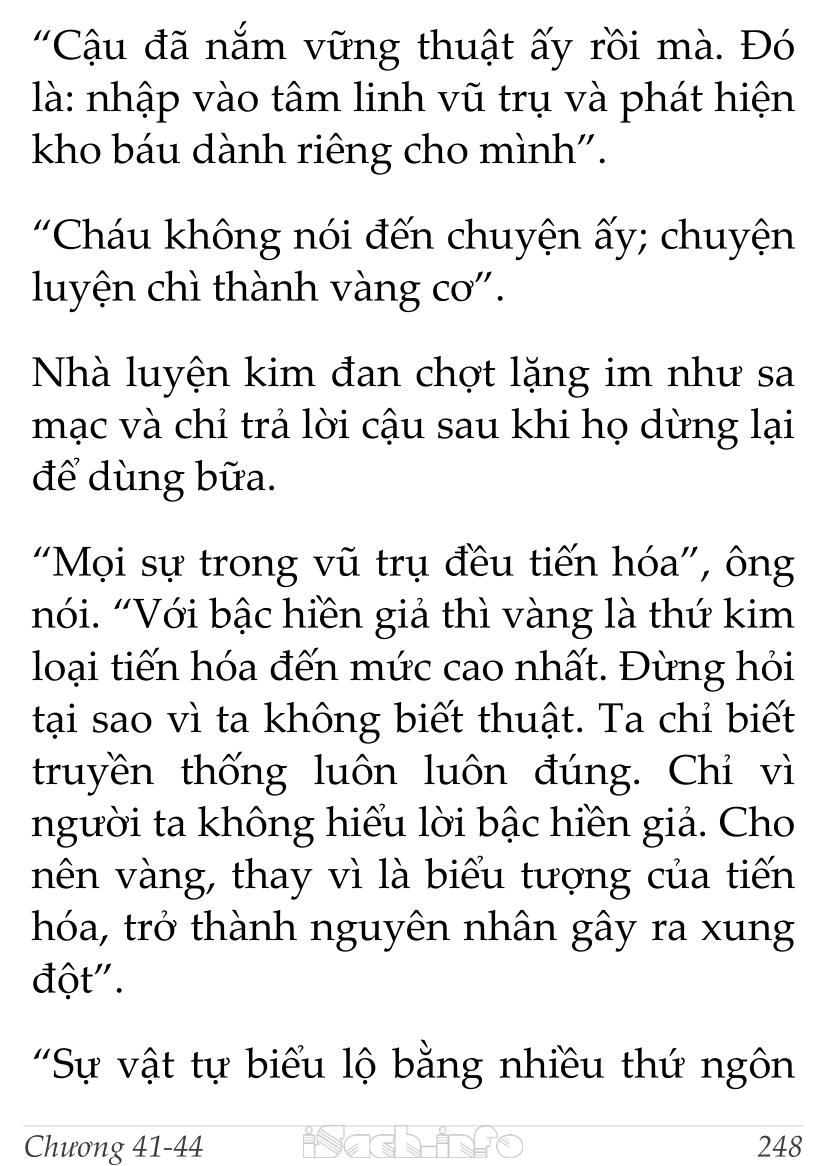 “Cậu đã nắm vững thuật ấy rồi mà. Đó
là: nhập vào tâm linh vũ trụ và phát hiện
kho báu dành riêng cho mình”.
“Cháu không nói đến chuyện ấy; chuyện
luyện chì thành vàng cơ”.
Nhà luyện kim đan chợt lặng im như sa
mạc và chỉ trả lời cậu sau khi họ dừng lại
để dùng bữa.
“Mọi sự trong vũ trụ đều tiến hóa”, ông
nói. “Với bậc hiền giả thì vàng là thứ kim
loại tiến hóa đến mức cao nhất. Đừng hỏi
tại sao vì ta không biết thuật. Ta chỉ biết
truyền thống luôn luôn đúng. Chỉ vì
người ta không hiểu lời bậc hiền giả. Cho
nên vàng, thay vì là biểu tượng của tiến
hóa, trở thành nguyên nhân gây ra xung
đột”.
“Sự vật tự biểu lộ bằng nhiều thứ ngôn
Chương 41-44 iSach.info 248